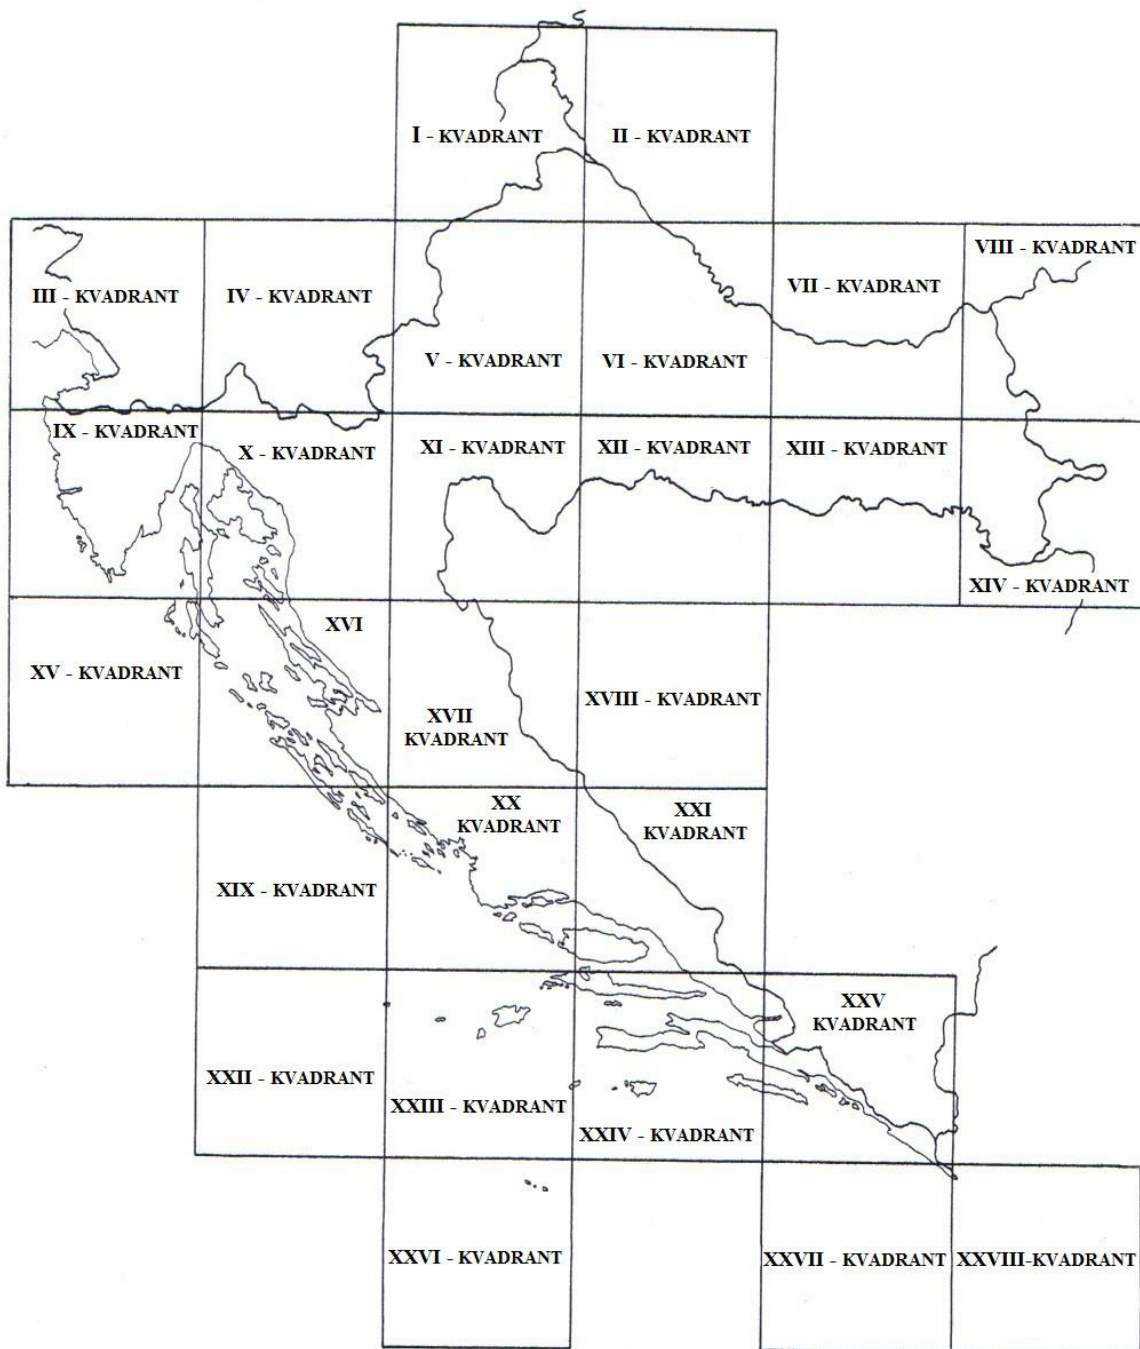 I - KVADRANT
II - KVADRANT
III - KVADRANT
IV - KVADRANT
V - KVADRANT
VI - KVADRANT
VII - KVADRANT
VIII - KVADRANT
IX - KVADRANT
X - KVADRANT
XI - KVADRANT
XII - KVADRANT
XIII - KVADRANT
XIV - KVADRANT
XV - KVADRANT
XVI
XVII
KVADRANT
XVIII - KVADRANT
XIX - KVADRANT
XX
KVADRANT
XXI
KVADRANT
XXII - KVADRANT
XXIII - KVADRANT
XXIV - KVADRANT
XXV
KVADRANT
XXVI - KVADRANT
XXVII - KVADRANT
XXVIII-KVADRANT